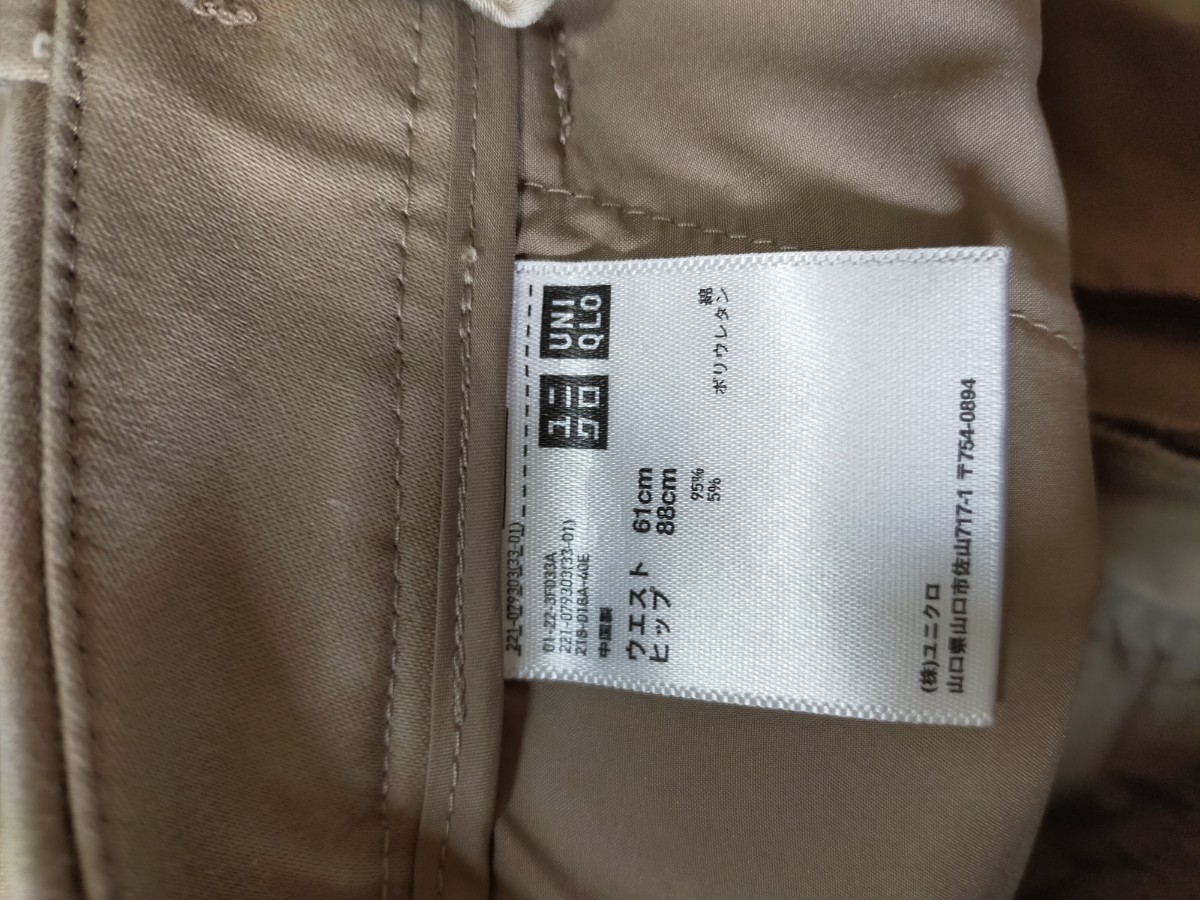 221-079303(33-01)
ユニクロ
UNIQLO
01-22-3F033A
221-079303(33-01)
218-018A-40E
中国製
ウエスト 61cm
ヒップ 88cm
綿 95%
ポリウレタン 5%
(株)ユニクロ
山口県山口市佐山717-1 〒754-0894